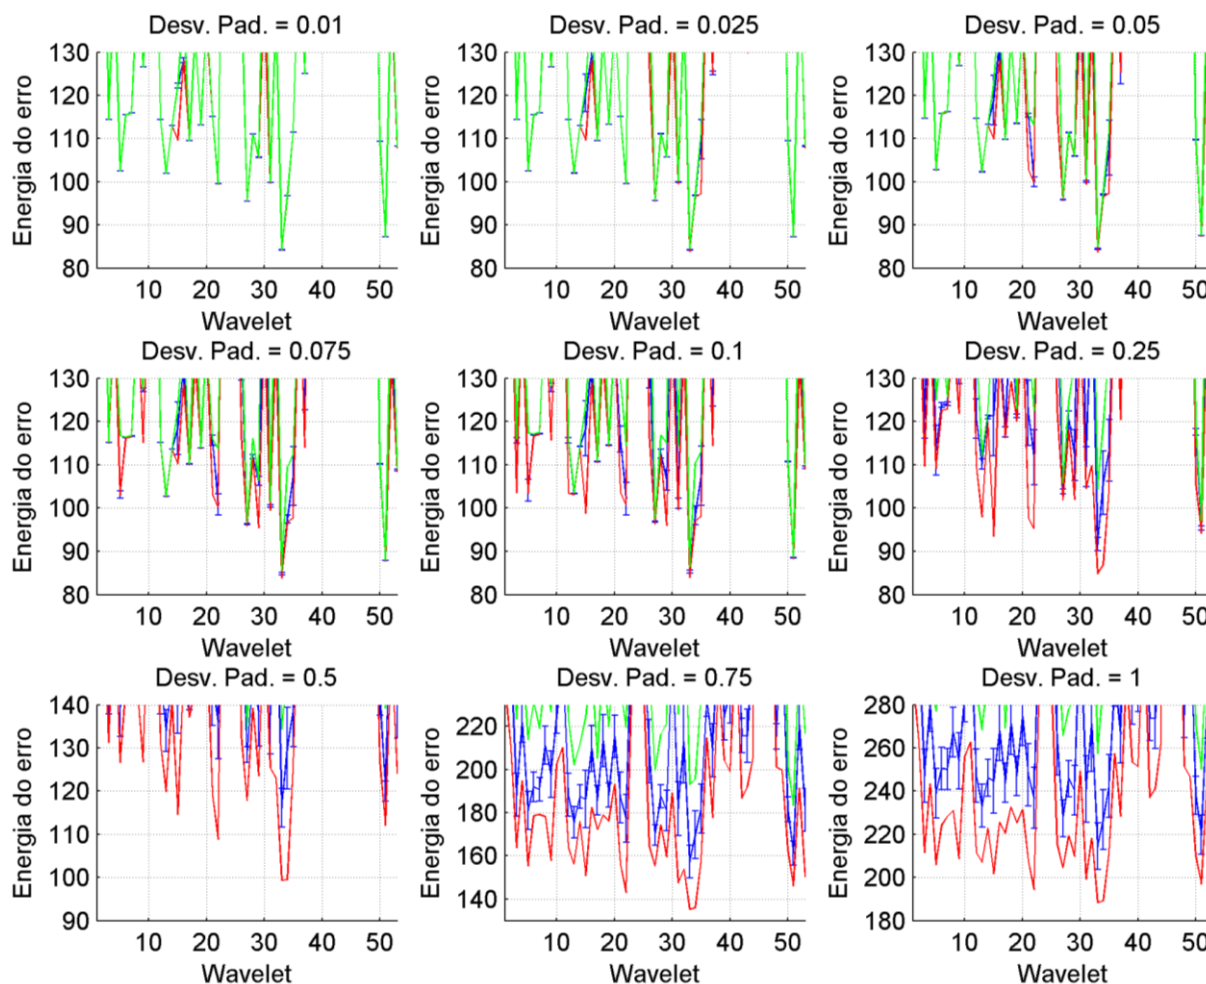 Desv. Pad. = 0.01
Energia do erro
130
120
110
100
90
80
10 20 30 40 50
Wavelet
Desv. Pad. = 0.025
Energia do erro
130
120
110
100
90
80
10 20 30 40 50
Wavelet
Desv. Pad. = 0.05
Energia do erro
130
120
110
100
90
80
10 20 30 40 50
Wavelet
Desv. Pad. = 0.075
Energia do erro
130
120
110
100
90
80
10 20 30 40 50
Wavelet
Desv. Pad. = 0.1
Energia do erro
130
120
110
100
90
80
10 20 30 40 50
Wavelet
Desv. Pad. = 0.25
Energia do erro
130
120
110
100
90
80
10 20 30 40 50
Wavelet
Desv. Pad. = 0.5
Energia do erro
140
130
120
110
100
90
10 20 30 40 50
Wavelet
Desv. Pad. = 0.75
Energia do erro
220
200
180
160
140
10 20 30 40 50
Wavelet
Desv. Pad. = 1
Energia do erro
280
260
240
220
200
180
10 20 30 40 50
Wavelet